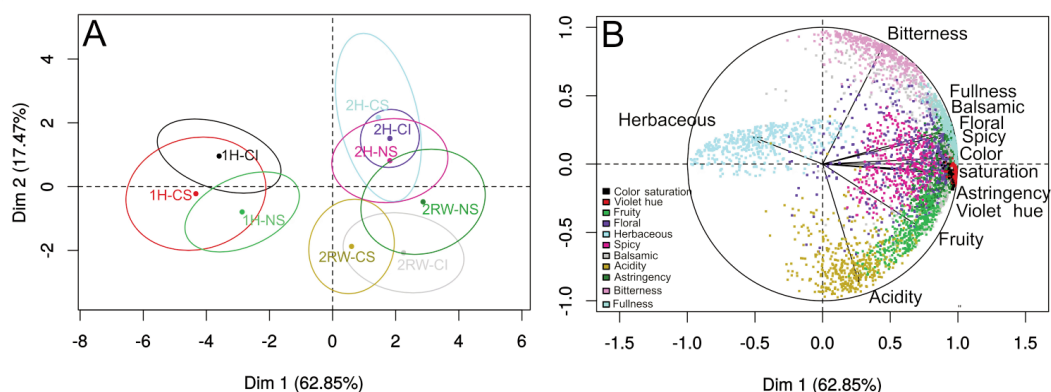 A
Dim 2 (17.47%)
4
2
0
-2
2H-CS
2H-CI
2H-NS
1H-CI
1H-CS
1H-NS
2RW-NS
2RW-CS
2RW-CI
-8
-6
-4
-2
0
2
4
6
Dim 1 (62.85%)
B
1.0
0.5
0.0
-0.5
-1.0
Bitterness
Fullness
Balsamic
Floral
Spicy
Color
saturation
Astringency
Violet hue
Fruity
Acidity
Herbaceous
Color saturation
Violet hue
Fruity
Floral
Herbaceous
Spicy
Balsamic
Acidity
Astringency
Bitterness
Fullness
"
-1.5
-1.0
-0.5
0.0
0.5
1.0
1.5
Dim 1 (62.85%)